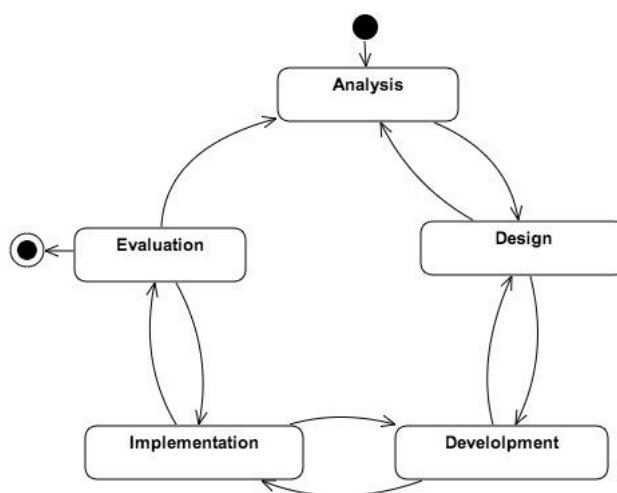 Analysis
Evaluation
Design
Implementation
Develolpment